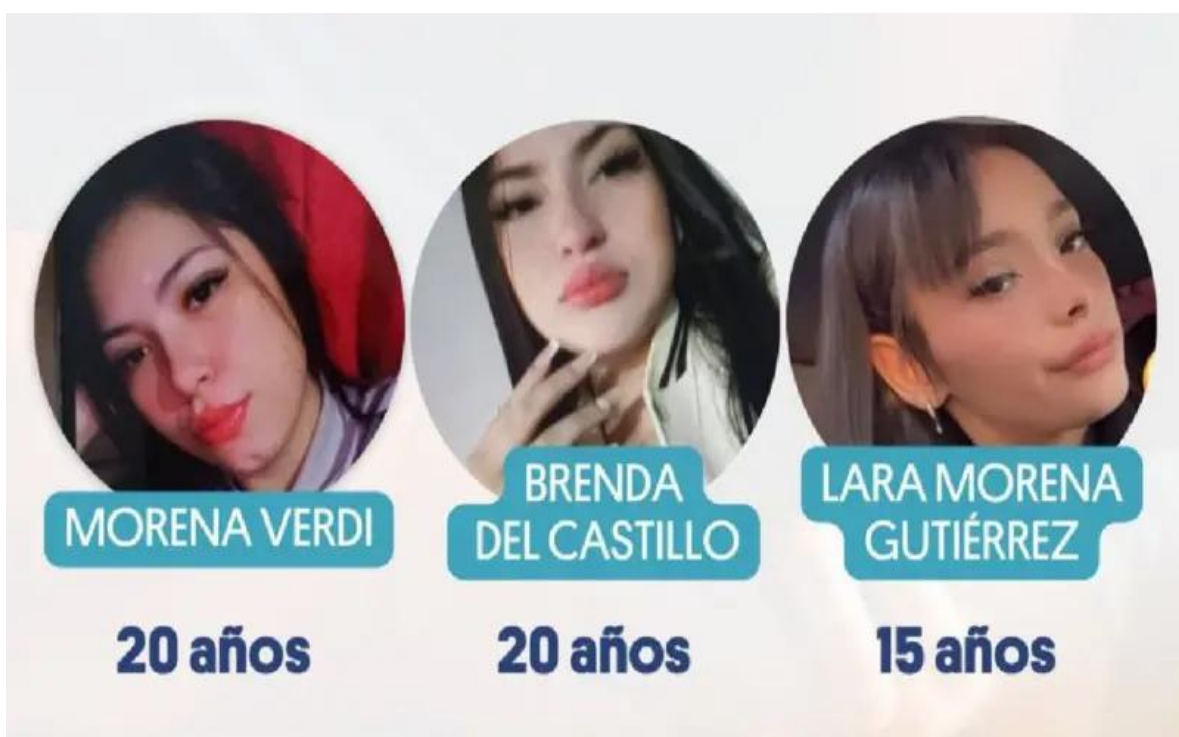 MORENA VERDI
BRENDA
DEL CASTILLO
LARA MORENA
GUTIÉRREZ
20 años
20 años
15 años